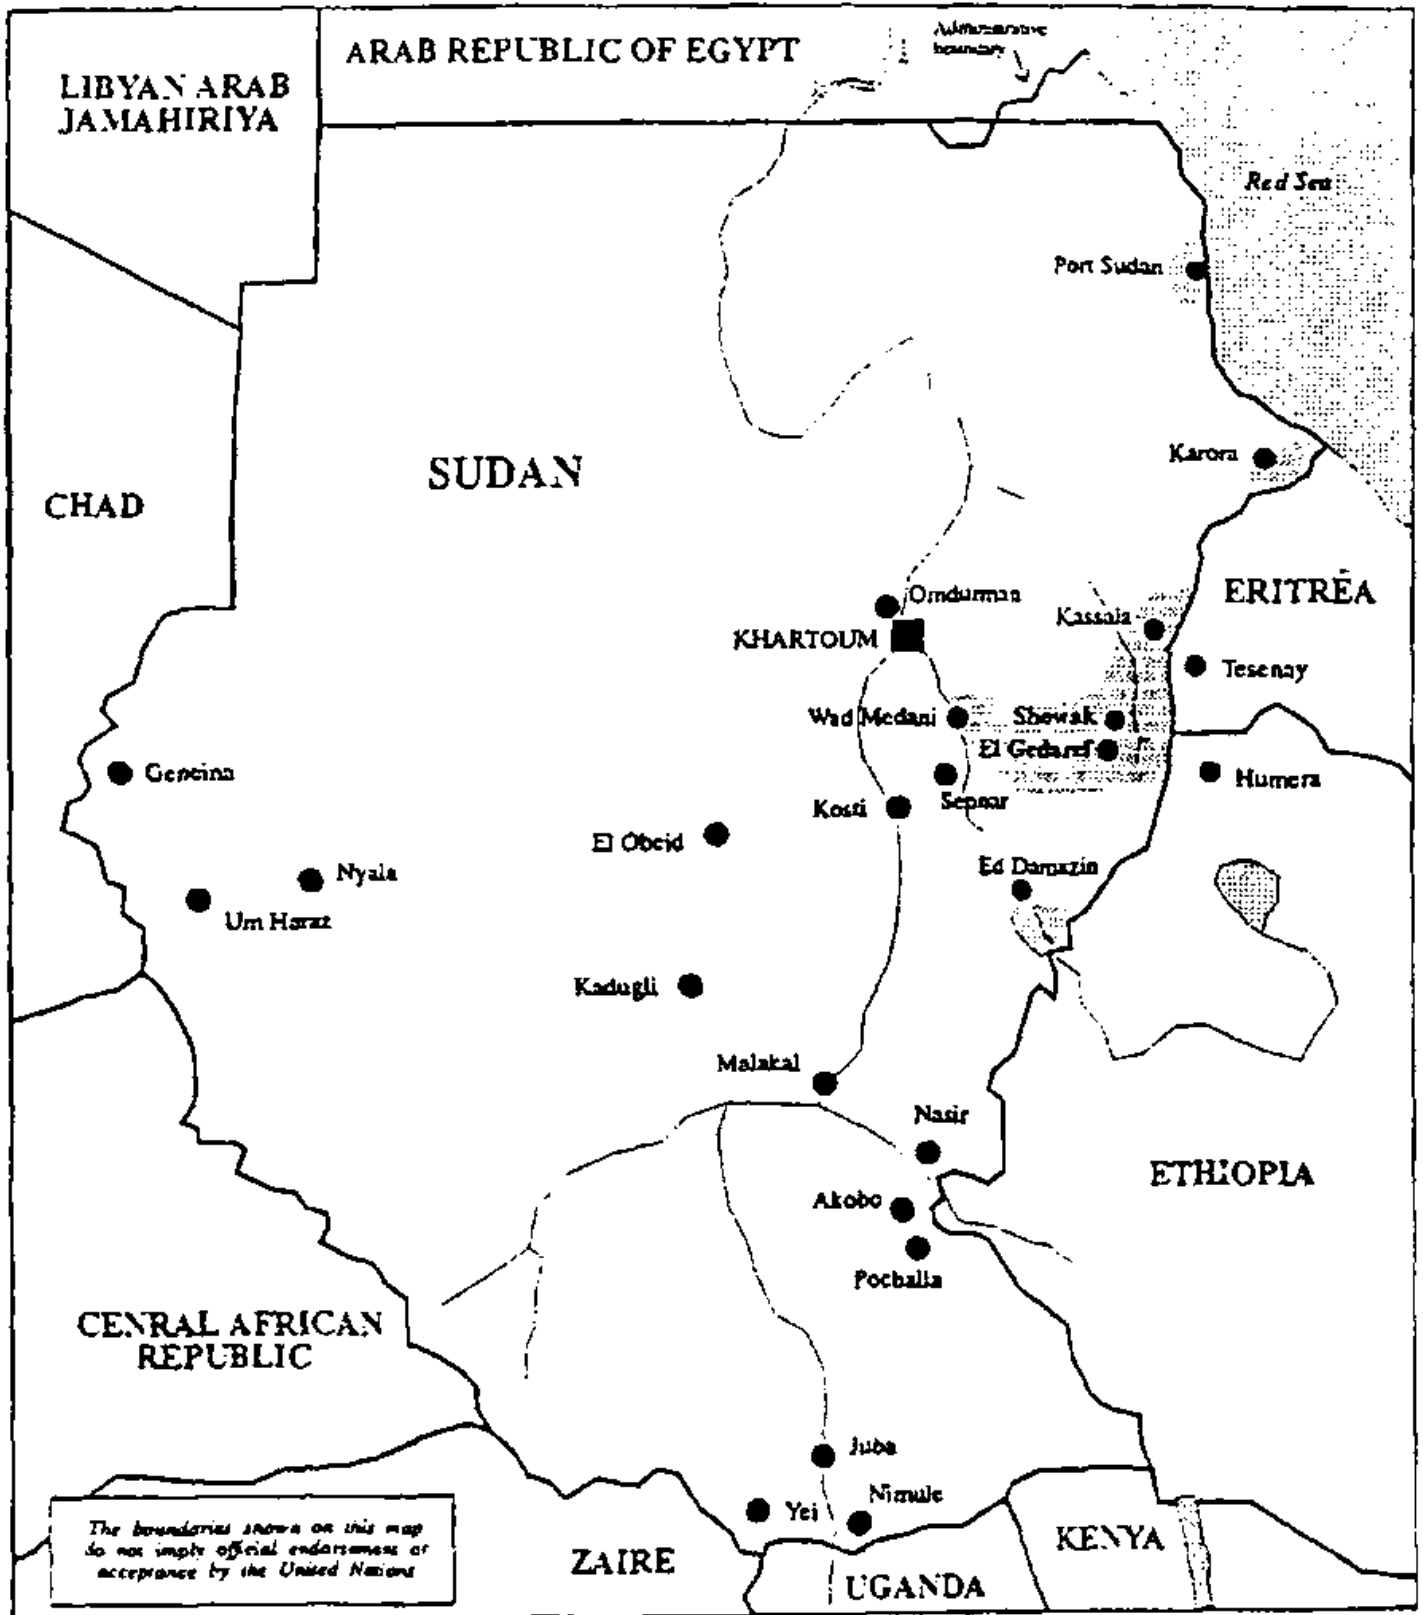 ARAB REPUBLIC OF EGYPT
Administrative
boundary
LIBYAN ARAB
JAMAHIRIYA
Red Sea
Port Sudan
Karora
SUDAN
CHAD
ERITREA
Omdurman
Kassala
KHARTOUM
Tesenay
Wad Medani
Showak
El Gedaref
Geneina
Humera
Sennar
Kosti
El Obeid
Ed Damazin
Nyala
Um Haraz
Kadugli
Malakal
Nasir
ETHIOPIA
Akobo
Pochalla
CENRAL AFRICAN
REPUBLIC
Juba
Nimule
Yei
KENYA
ZAIRE
UGANDA
The boundaries shown on this map
do not imply official endorsement or
acceptance by the United Nations